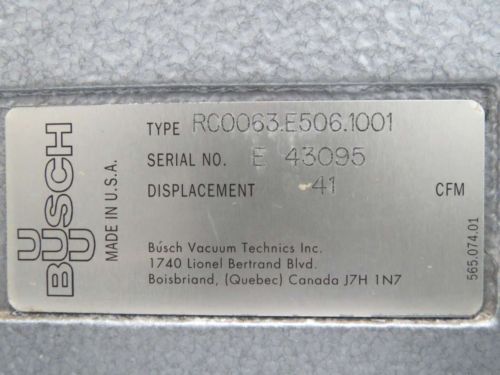 BUSCH
MADE IN U.S.A.
TYPE RC0063.E506.1001
SERIAL NO. E 43095
DISPLACEMENT 41 CFM
Búsch Vacuum Technics Inc.
1740 Lionel Bertrand Blvd.
Boisbriand, (Quebec) Canada J7H 1N7
565.074.01